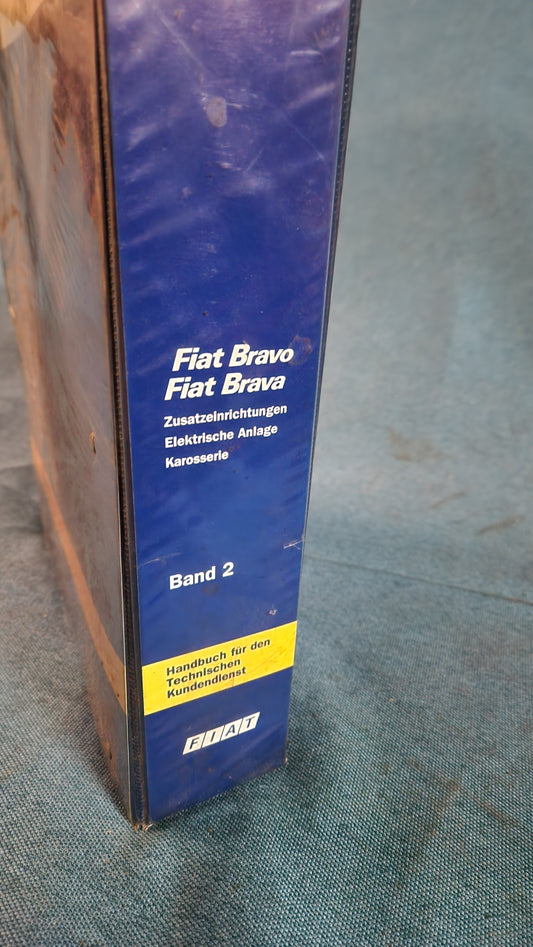 Fiat Bravo
Fiat Brava
Zusatzeinrichtungen
Elektrische Anlage
Karosserie
Band 2
Handbuch für den
Technischen
Kundendienst
FIAT